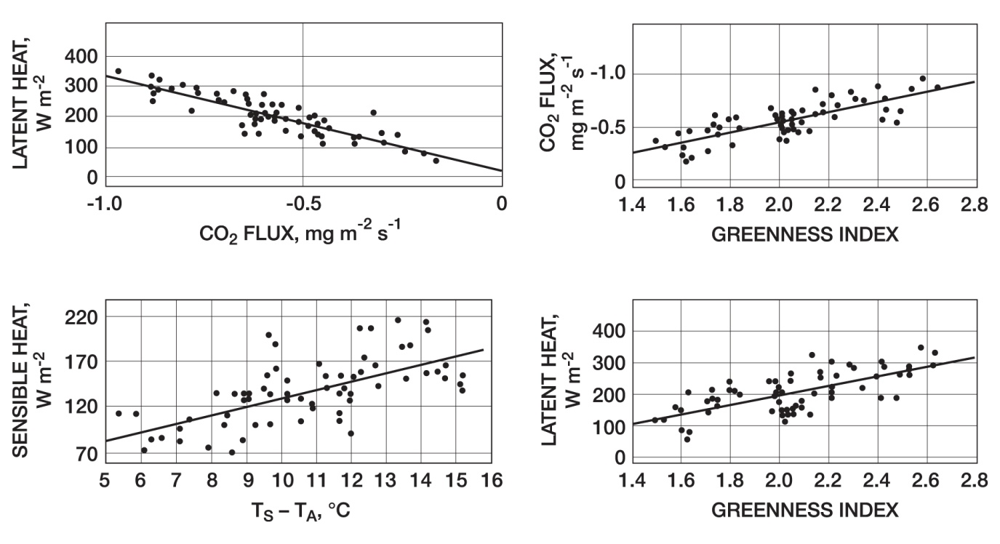 LATENT HEAT,
W m-2
400
300
200
100
0
-1.0 -0.5 0
CO2 FLUX, mg m-2 s-1
CO2 FLUX,
mg m-2 s-1
-1.0
-0.5
0
1.4 1.6 1.8 2.0 2.2 2.4 2.6 2.8
GREENNESS INDEX
SENSIBLE HEAT,
W m-2
220
170
120
70
5 6 7 8 9 10 11 12 13 14 15 16
TS – TA, °C
LATENT HEAT,
W m-2
400
300
200
100
0
1.4 1.6 1.8 2.0 2.2 2.4 2.6 2.8
GREENNESS INDEX